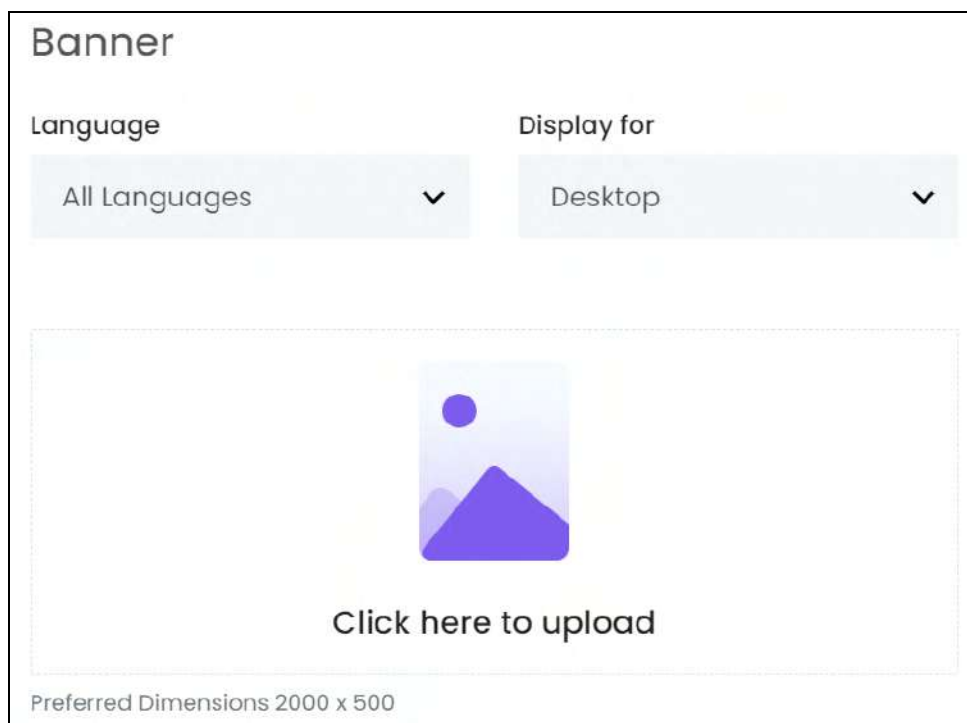 Banner
Language
Display for
All Languages
Desktop
Click here to upload
Preferred Dimensions 2000 x 500